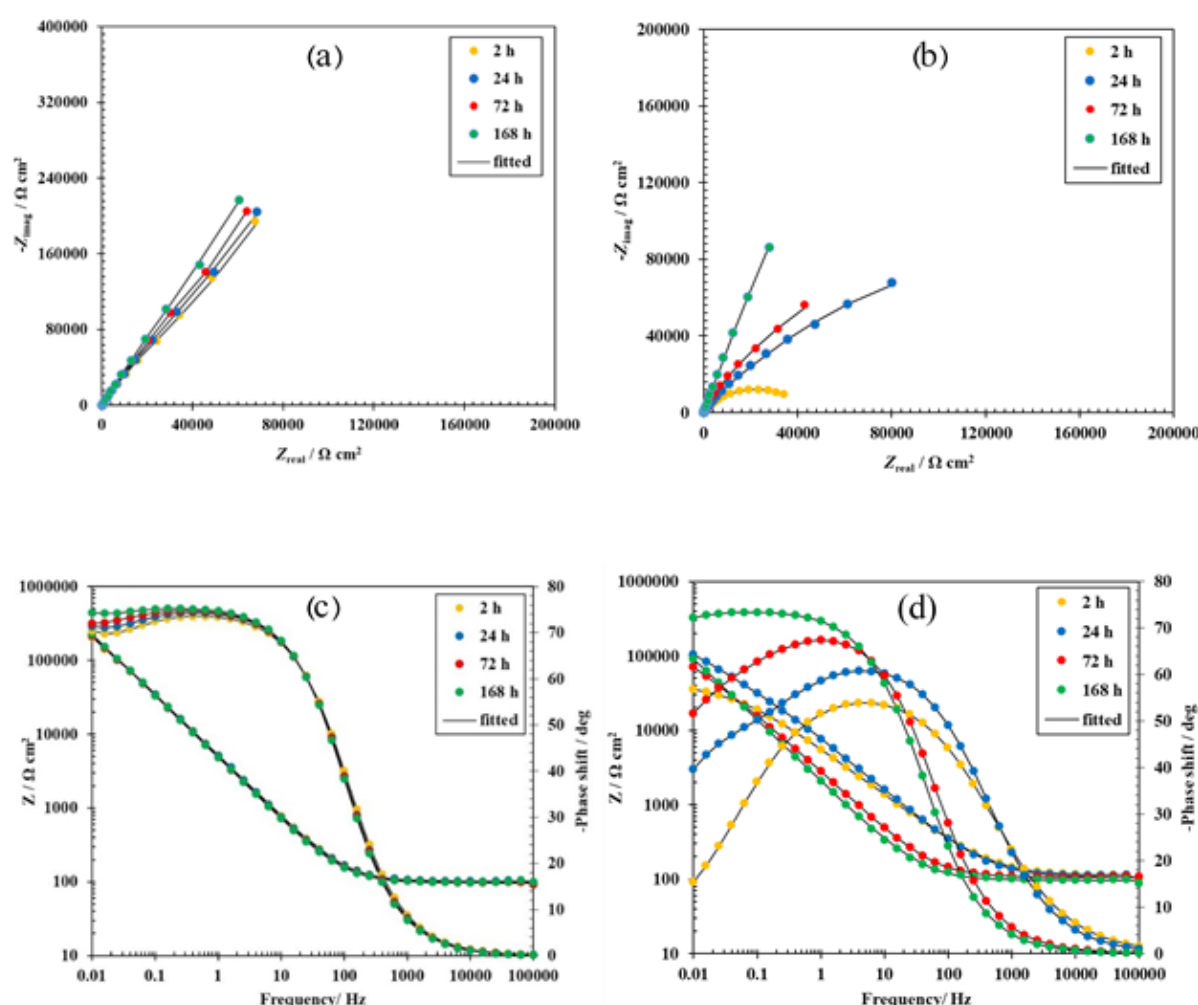 (a)
400000
320000
240000
160000
80000
0
0
40000
80000
120000
160000
200000
-Zimag / Ω cm²
Zreal / Ω cm²
2 h
24 h
72 h
168 h
fitted
(b)
200000
160000
120000
80000
40000
0
0
40000
80000
120000
160000
200000
-Zimag / Ω cm²
Zreal / Ω cm²
2 h
24 h
72 h
168 h
fitted
(c)
1000000
100000
10000
1000
100
10
0.01
0.1
1
10
100
1000
10000
100000
80
70
60
50
40
30
20
10
0
Z / Ω cm²
-Phase shift / deg
Frequency/ Hz
2 h
24 h
72 h
168 h
fitted
(d)
1000000
100000
10000
1000
100
10
0.01
0.1
1
10
100
1000
10000
100000
80
70
60
50
40
30
20
10
0
Z / Ω cm²
-Phase shift / deg
Frequency/ Hz
2 h
24 h
72 h
168 h
fitted